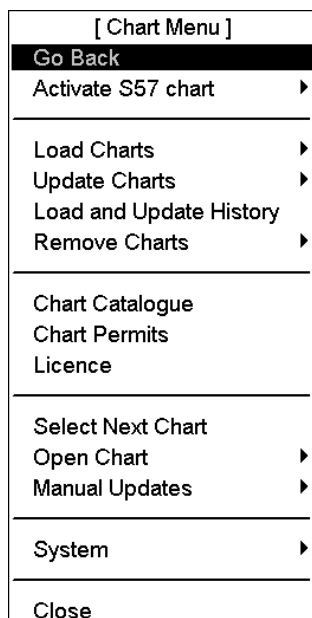 [ Chart Menu ]
Go Back
Activate S57 chart
Load Charts
Update Charts
Load and Update History
Remove Charts
Chart Catalogue
Chart Permits
Licence
Select Next Chart
Open Chart
Manual Updates
System
Close